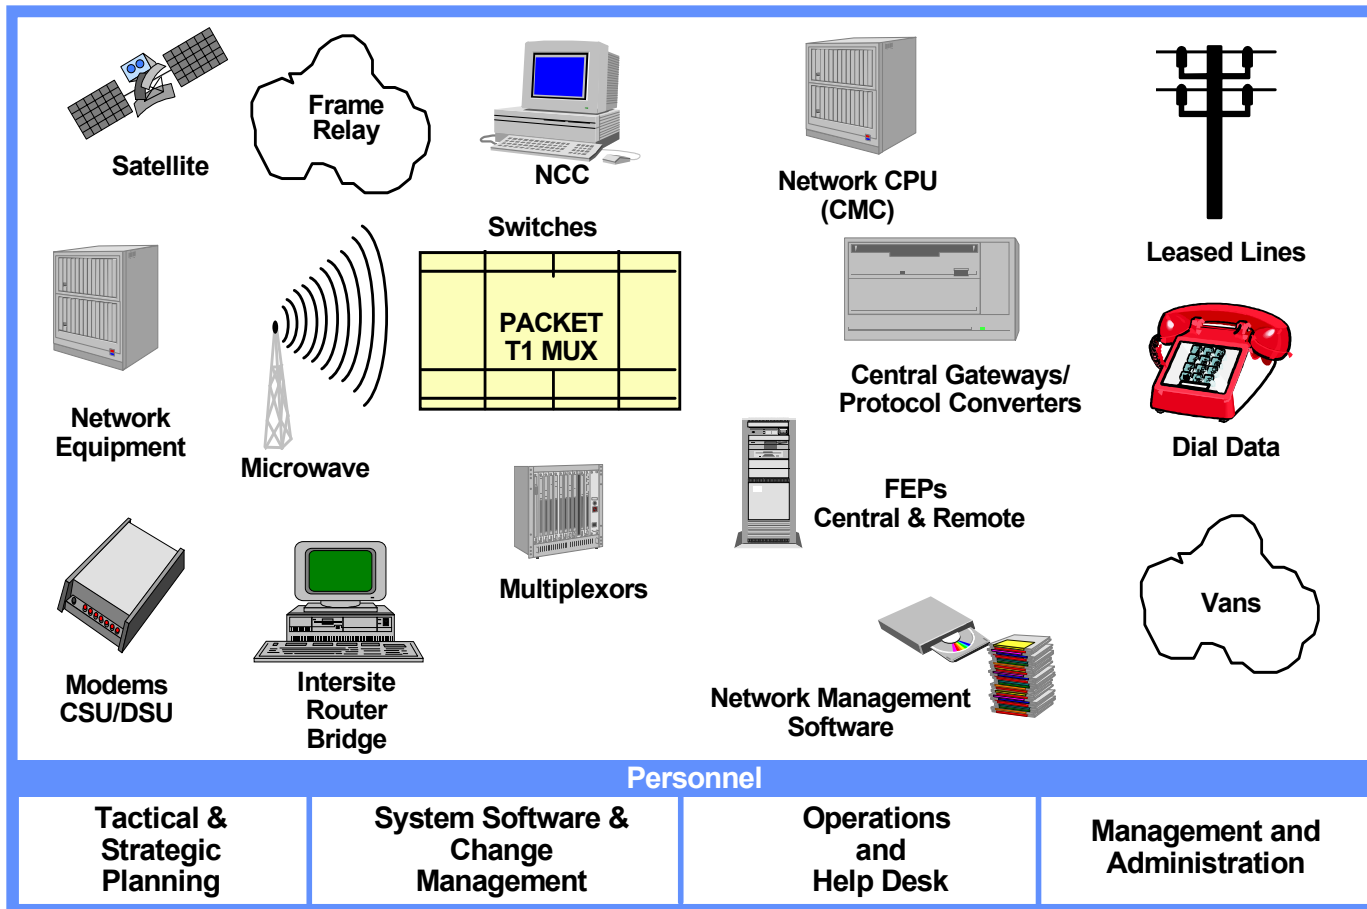 Satellite
Frame
Relay
NCC
Network CPU
(CMC)
Leased Lines
Network
Equipment
Microwave
Switches
PACKET
T1 MUX
Central Gateways/
Protocol Converters
Dial Data
Modems
CSU/DSU
Intersite
Router
Bridge
Multiplexors
FEPs
Central & Remote
Network Management
Software
Vans
Personnel
Tactical &
Strategic
Planning
System Software &
Change
Management
Operations
and
Help Desk
Management and
Administration